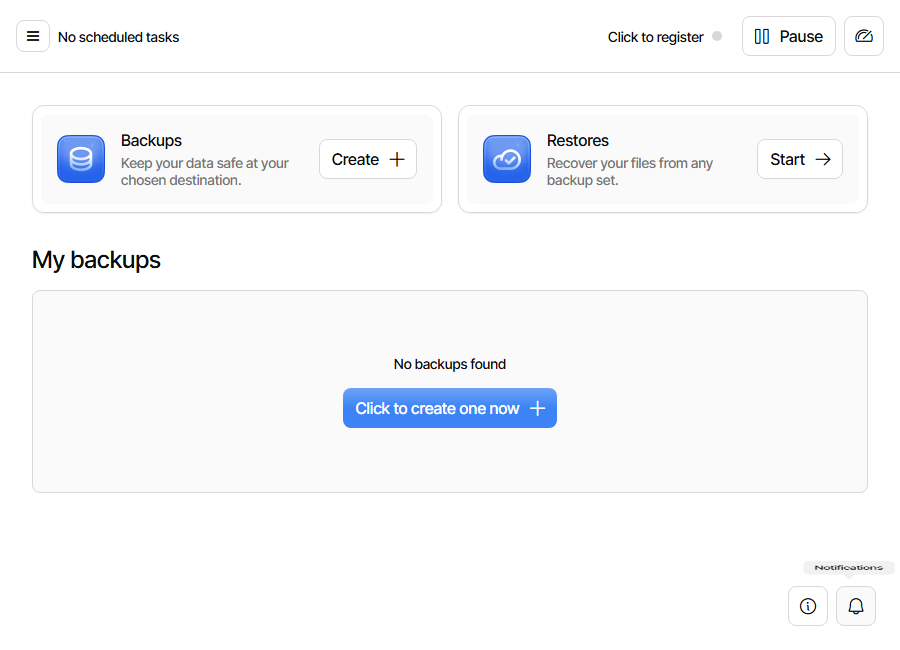 No scheduled tasks
Click to register
Pause
Backups
Keep your data safe at your
chosen destination.
Create
Restores
Recover your files from any
backup set.
Start
My backups
No backups found
Click to create one now
Notifications